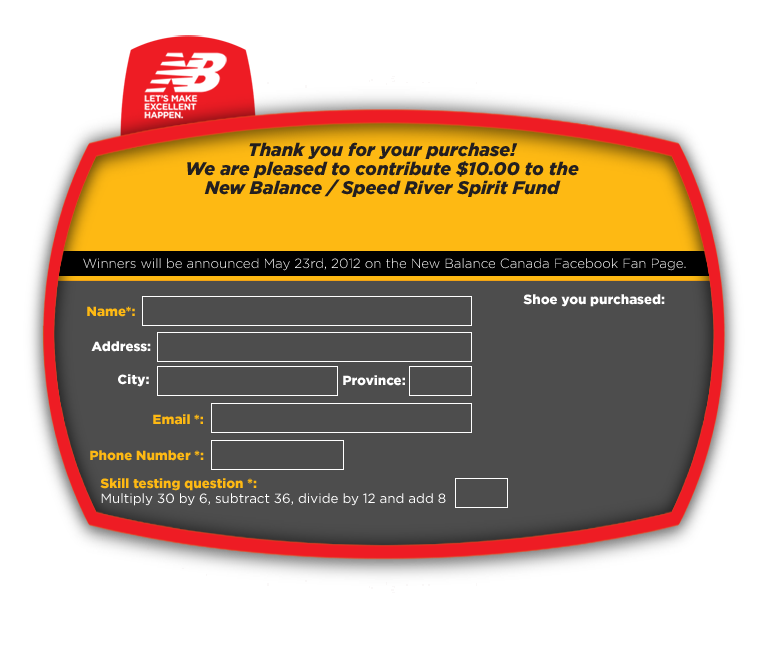 NB
LET'S MAKE
EXCELLENT
HAPPEN.
Thank you for your purchase!
We are pleased to contribute $10.00 to the
New Balance / Speed River Spirit Fund
Winners will be announced May 23rd, 2012 on the New Balance Canada Facebook Fan Page.
Name*:
Shoe you purchased:
Address:
City: Province:
Email *:
Phone Number *:
Skill testing question *:
Multiply 30 by 6, subtract 36, divide by 12 and add 8